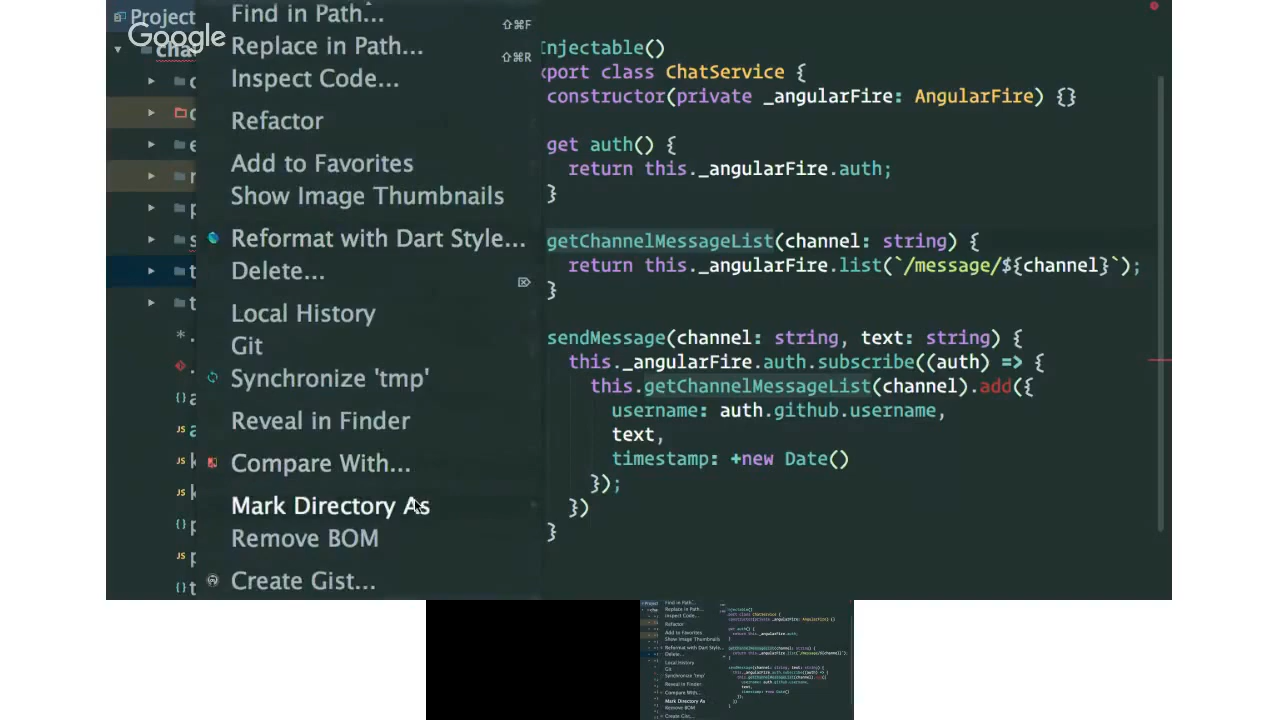 Project
Google
Find in Path...
⇧⌘F
Replace in Path...
⇧⌘R
Inspect Code...
Refactor
Add to Favorites
Show Image Thumbnails
Reformat with Dart Style...
Delete...
Local History
Git
Synchronize 'tmp'
Reveal in Finder
Compare With...
Mark Directory As
Remove BOM
Create Gist...
njectable()
xport class ChatService {
constructor(private _angularFire: AngularFire) {}
get auth() {
return this._angularFire.auth;
}
getChannelMessageList(channel: string) {
return this._angularFire.list(`/message/${channel}`);
}
sendMessage(channel: string, text: string) {
this._angularFire.auth.subscribe((auth) => {
this.getChannelMessageList(channel).add({
username: auth.github.username,
text,
timestamp: +new Date()
});
})
}